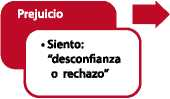 Prejuicio
• Siento:
“desconfianza
o rechazo”